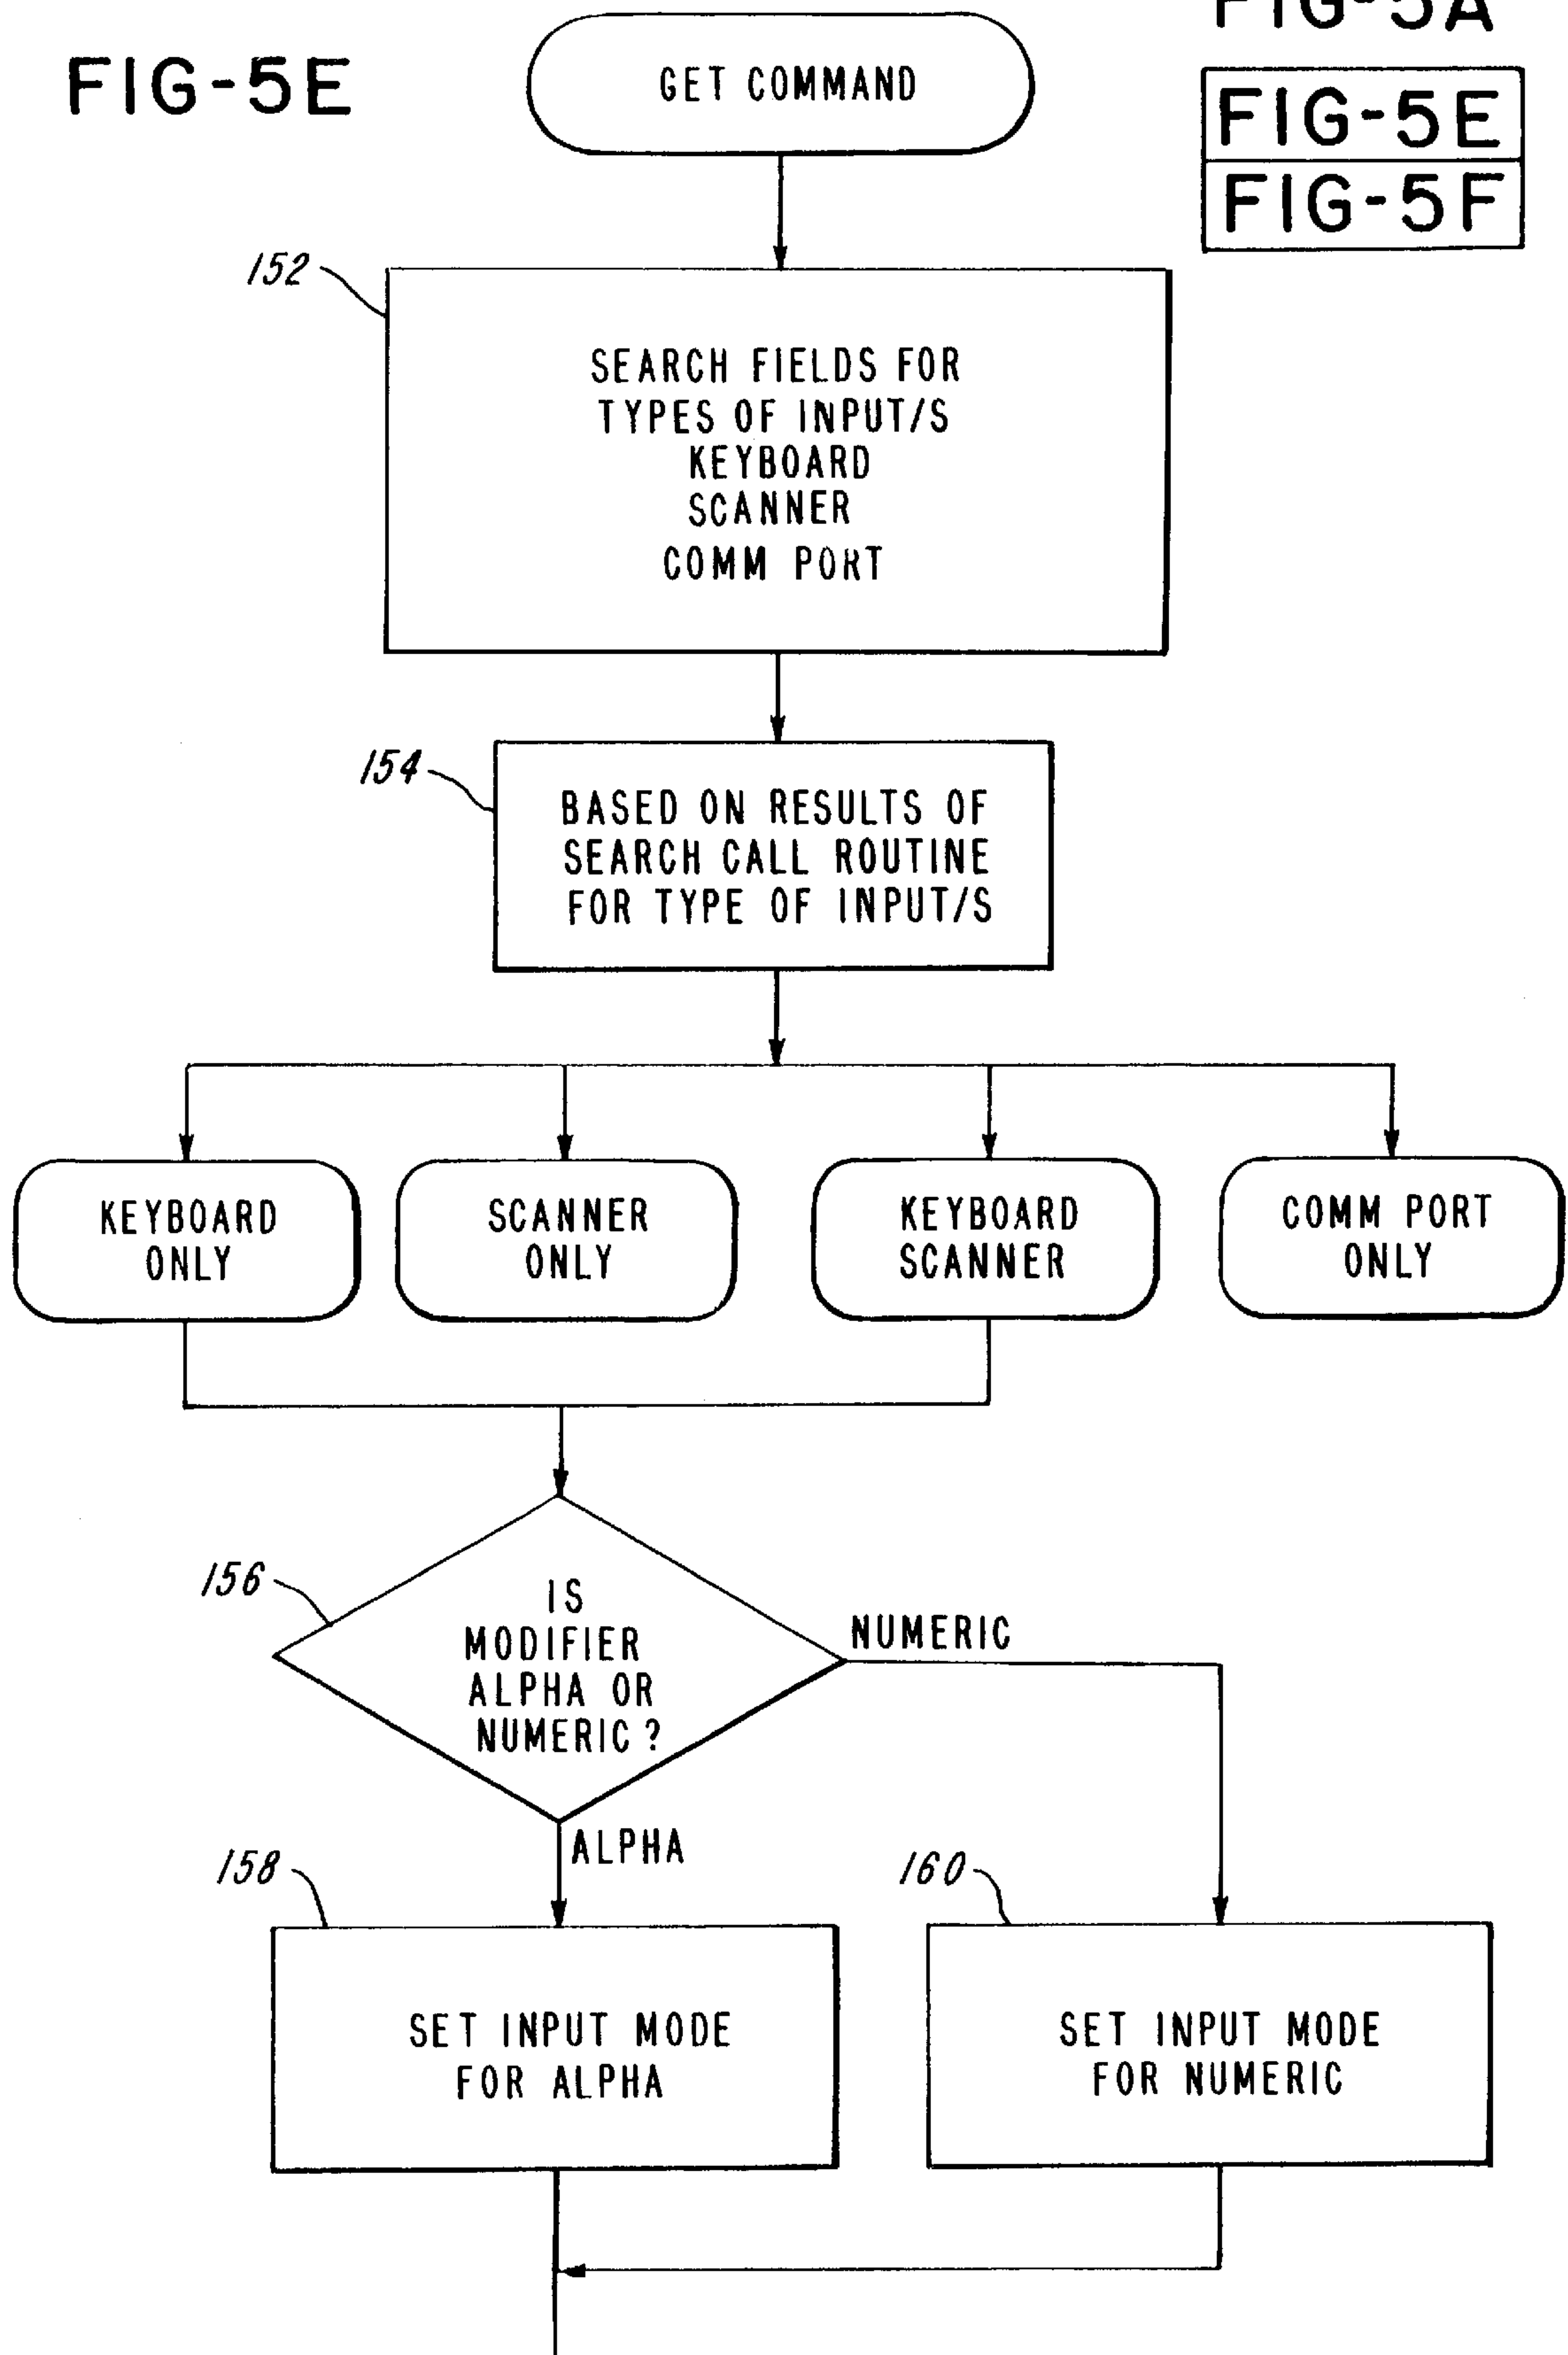 FIG-5A
FIG-5E
GET COMMAND
FIG-5E
FIG-5F
152
SEARCH FIELDS FOR
TYPES OF INPUT/S
KEYBOARD
SCANNER
COMM PORT
154
BASED ON RESULTS OF
SEARCH CALL ROUTINE
FOR TYPE OF INPUT/S
KEYBOARD
ONLY
SCANNER
ONLY
KEYBOARD
SCANNER
COMM PORT
ONLY
156
IS
MODIFIER
ALPHA OR
NUMERIC?
NUMERIC
ALPHA
158
SET INPUT MODE
FOR ALPHA
160
SET INPUT MODE
FOR NUMERIC